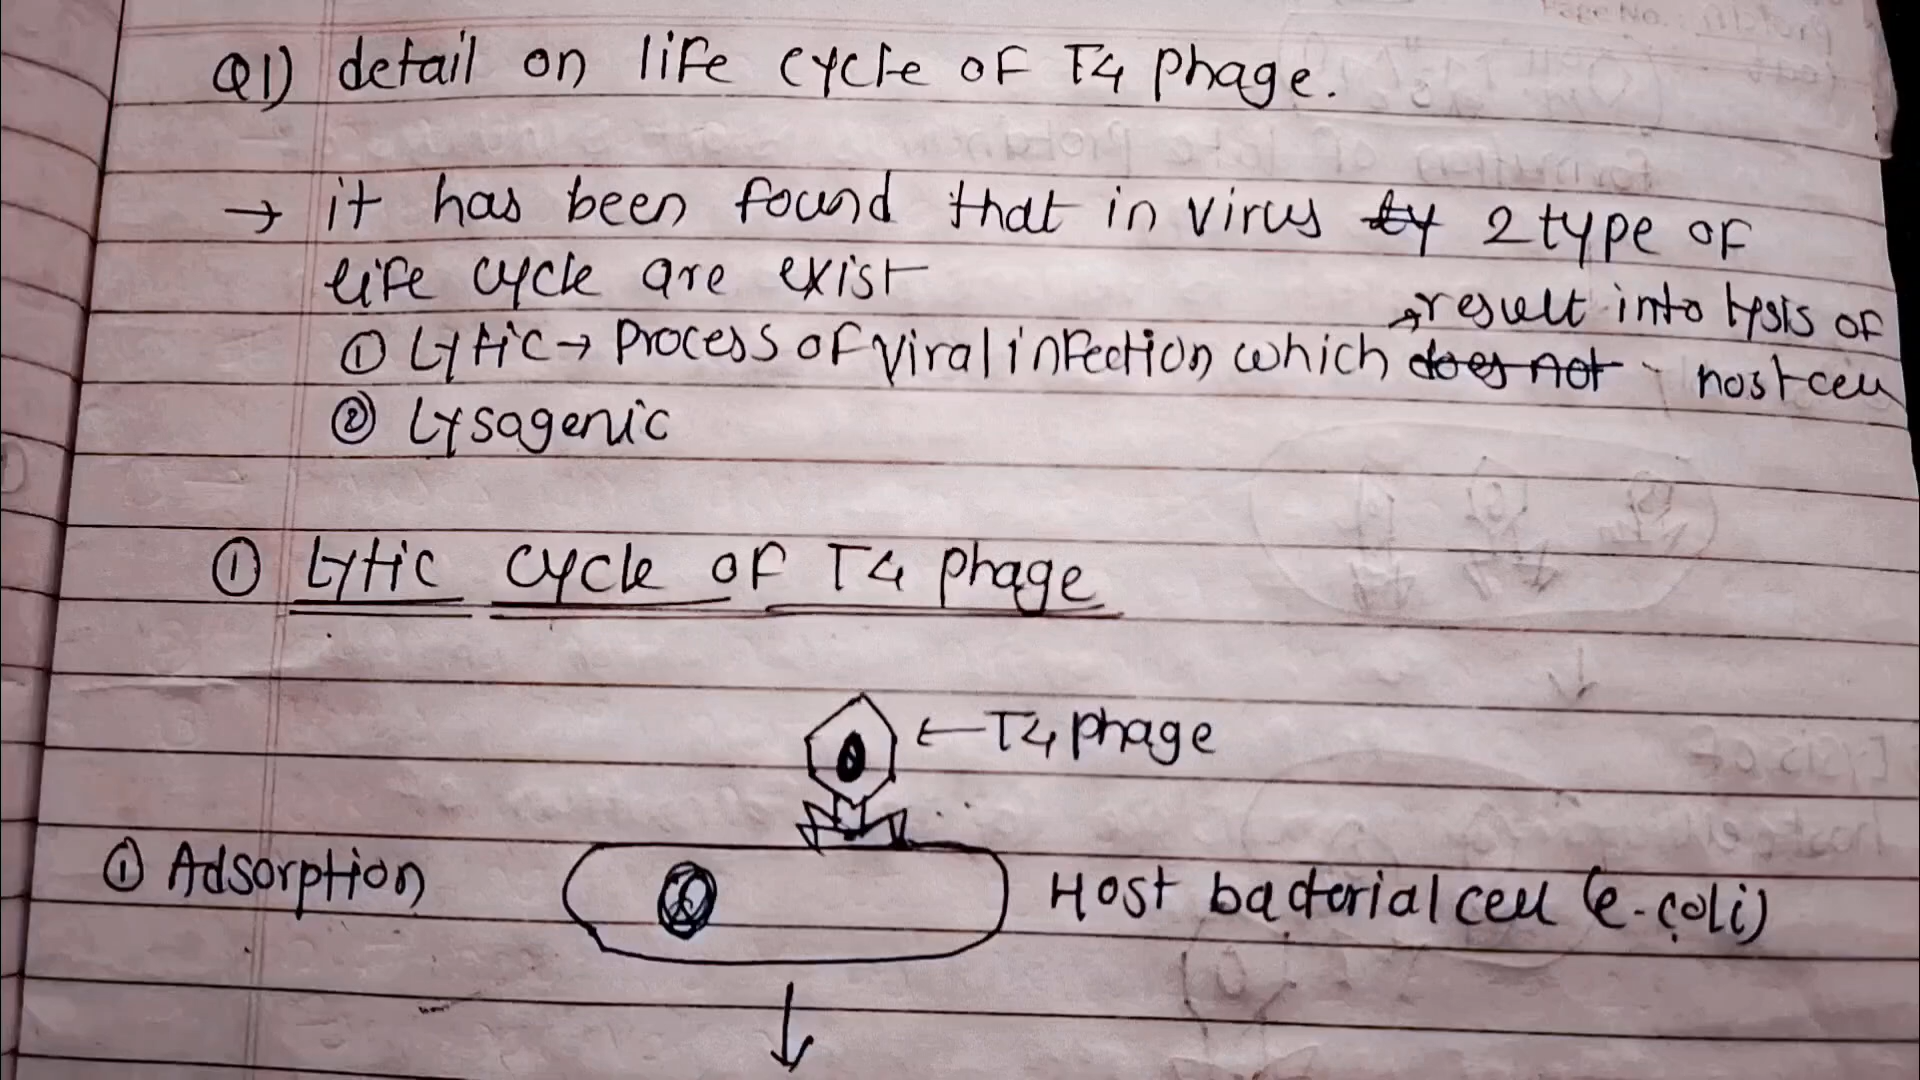 Q1) detail on life cycle of T4 phage.
→ it has been found that in virus ty 2 type of
life cycle are exist
→ result into lysis of
① Lytic → Process of viral infection which does not host cell
② Lysogenic
① Lytic cycle of T4 phage
← T4 phage
① Adsorption
Host bacterial cell (e. coli)